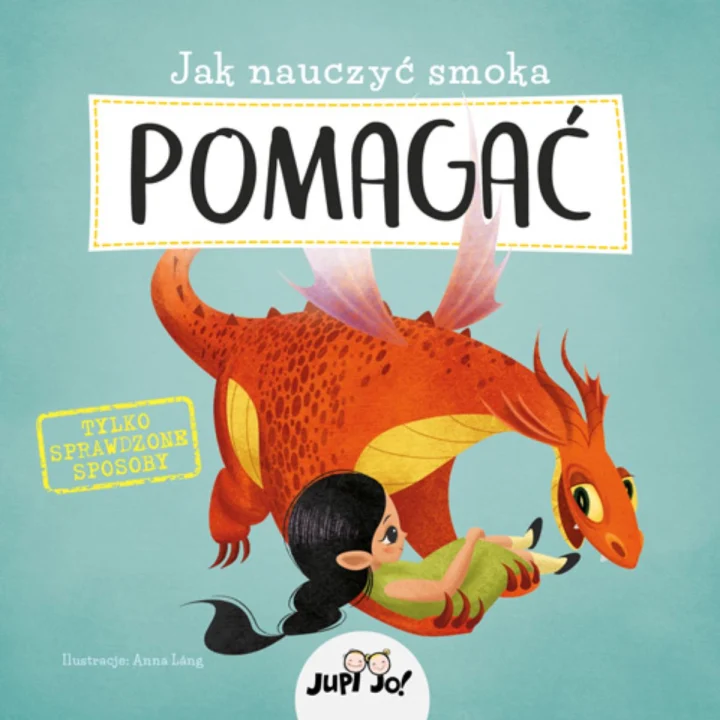 Jak nauczyć smoka
POMAGAĆ
TYLKO
SPRAWDZONE
SPOSOBY
Ilustracje: Anna Láng
JUPI JO!